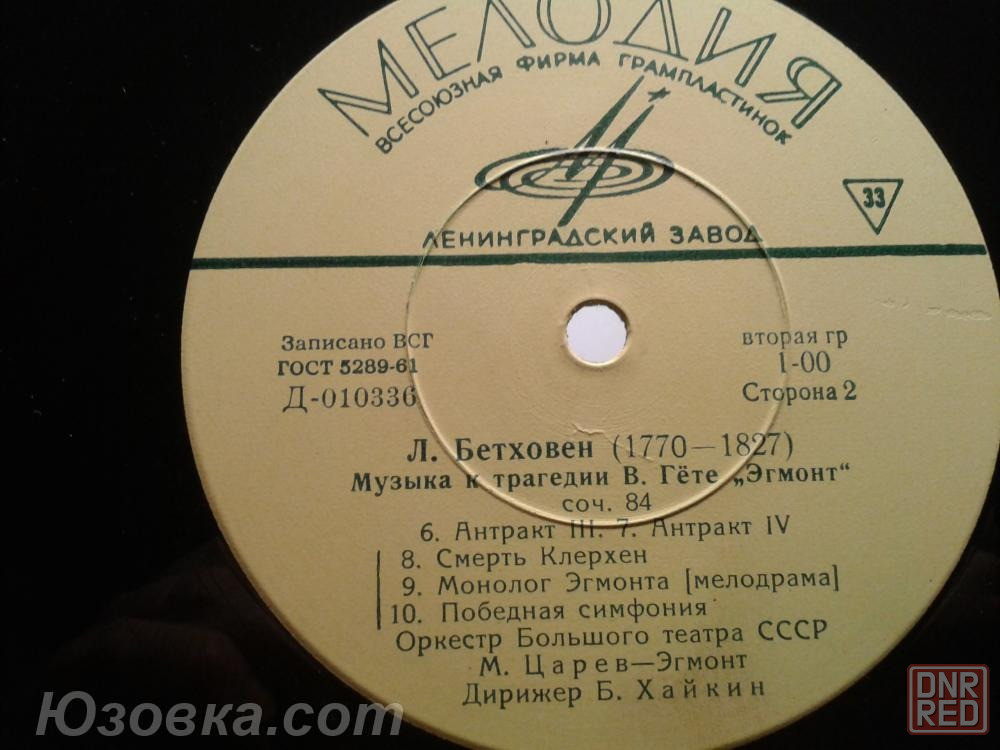 МЕЛОДИЯ
ВСЕСОЮЗНАЯ ФИРМА ГРАМПЛАСТИНОК
33
ЛЕНИНГРАДСКИЙ ЗАВОД
Записано ВСГ
ГОСТ 5289-61
Д-010336
вторая гр
1-00
Сторона 2
Л. Бетховен (1770—1827)
Музыка к трагедии В. Гёте „Эгмонт“
соч. 84
6. Антракт III. 7. Антракт IV
8. Смерть Клерхен
9. Монолог Эгмонта [мелодрама]
10. Победная симфония
Оркестр Большого театра СССР
М. Царев—Эгмонт
Дирижер Б. Хайкин
Юзовка.com
DNR
RED